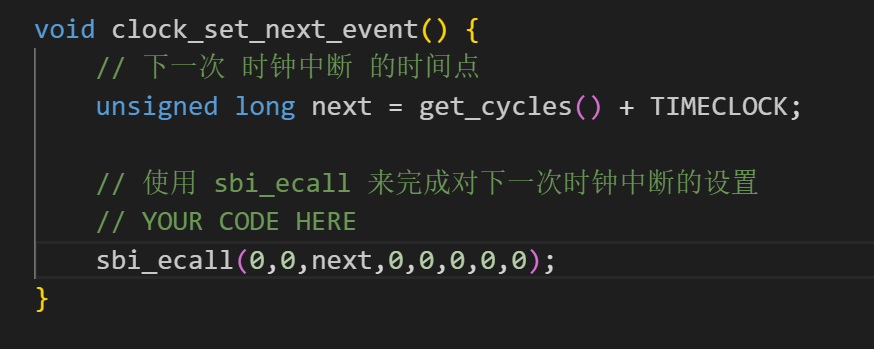 void clock_set_next_event() {
// 下一次 时钟中断 的时间点
unsigned long next = get_cycles() + TIMECLOCK;
// 使用 sbi_ecall 来完成对下一次时钟中断的设置
// YOUR CODE HERE
sbi_ecall(0,0,next,0,0,0,0,0);
}